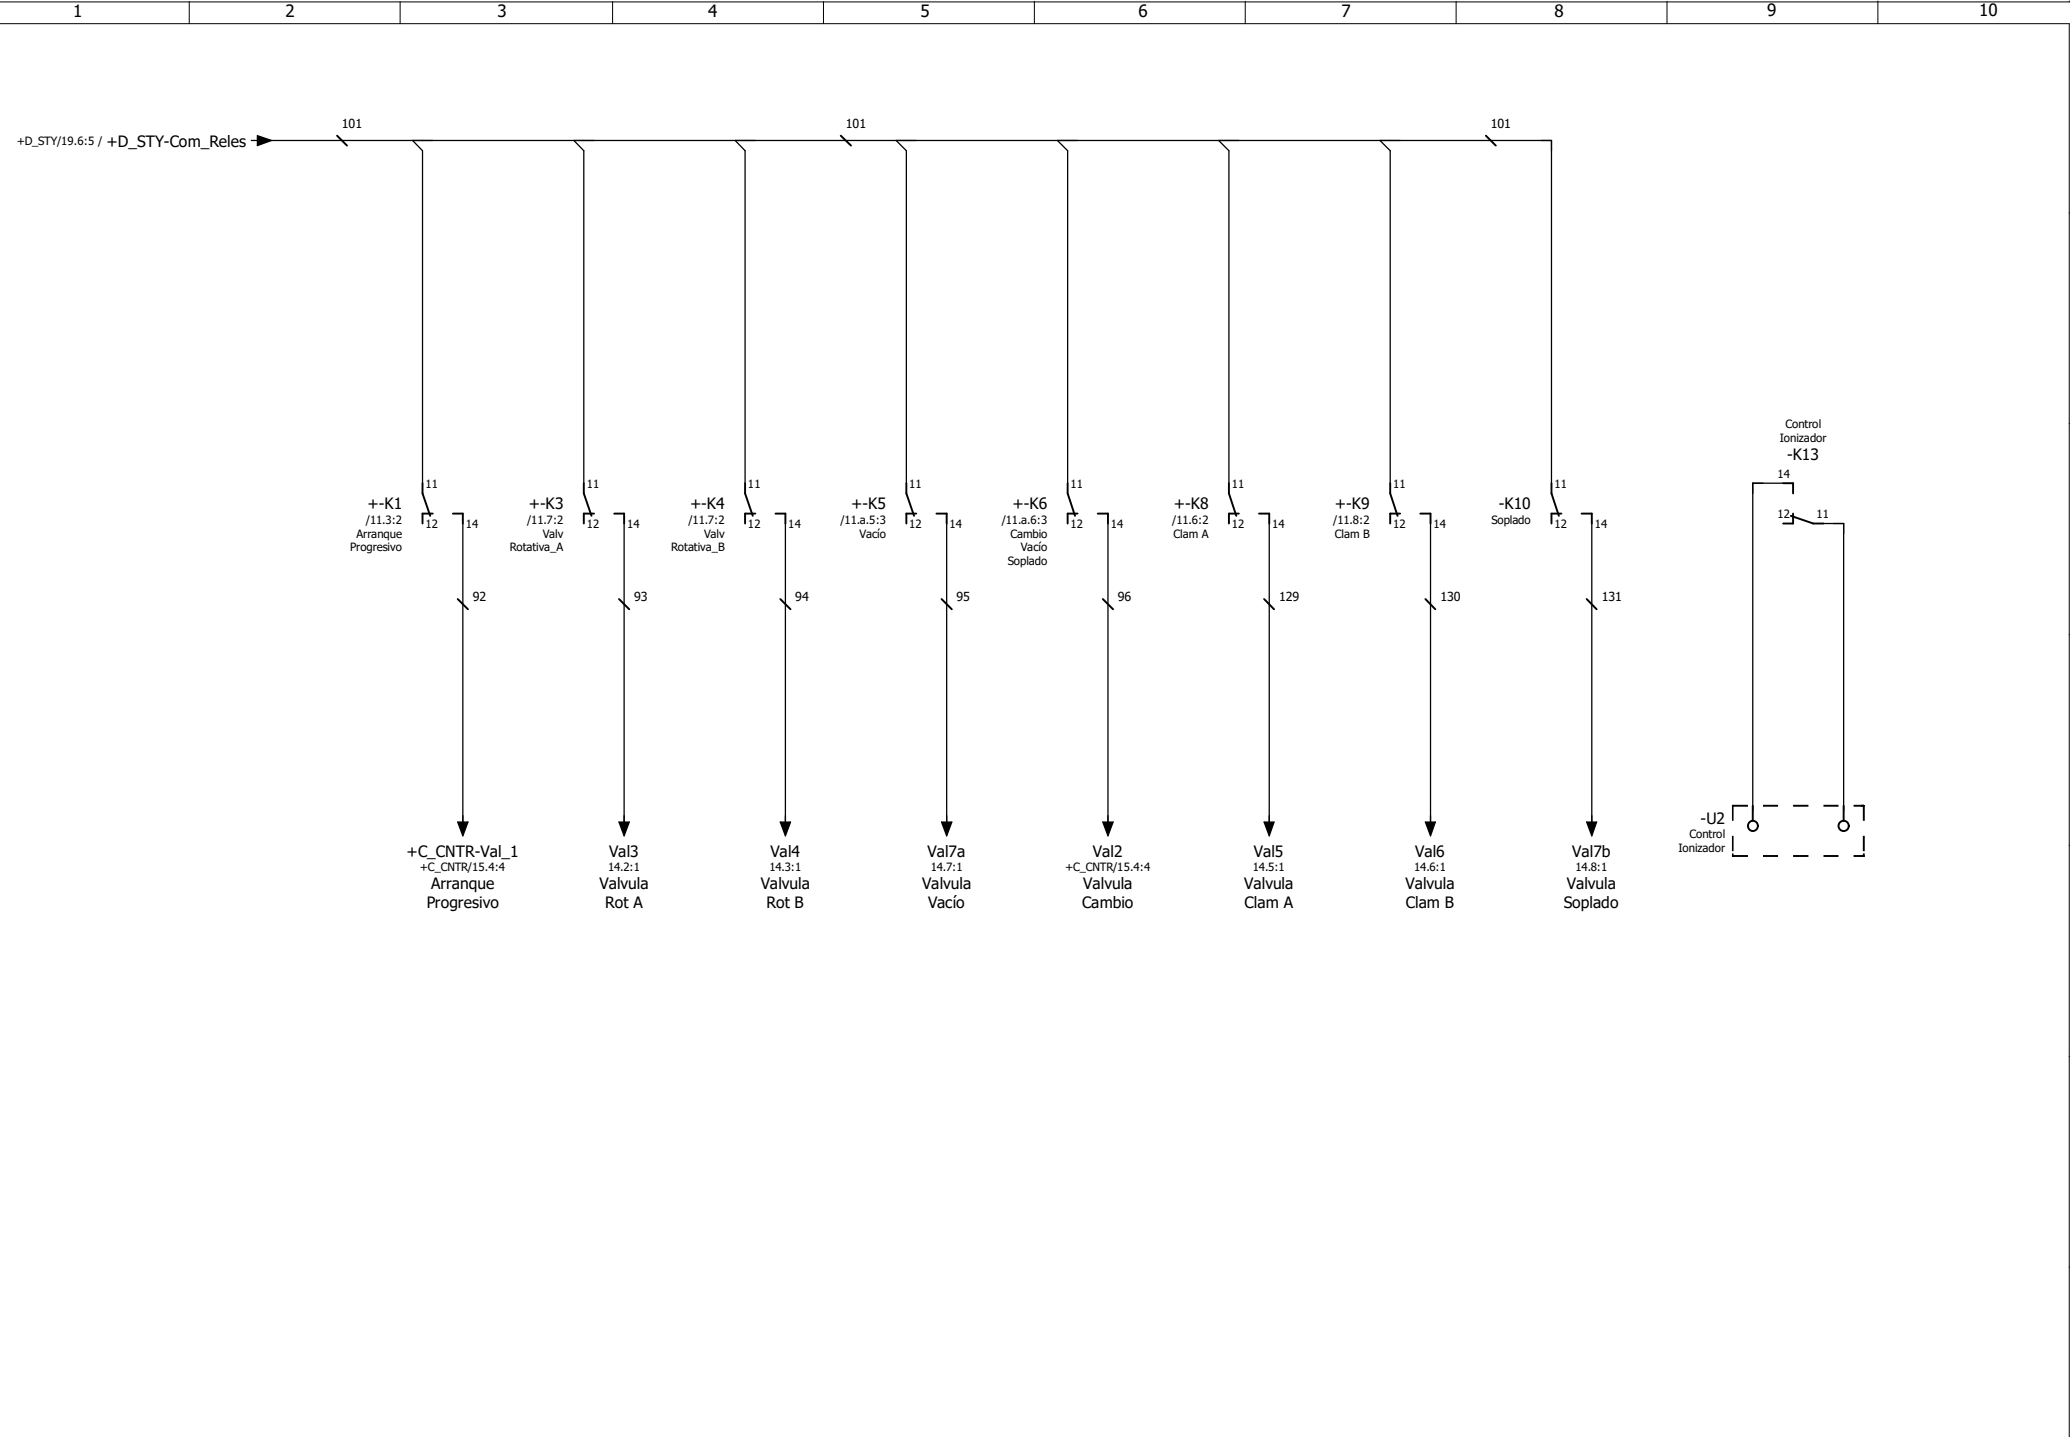 1 2 3 4 5 6 7 8 9 10
101 101 101
+D_STY/19.6:5 / +D_STY-Com_Reles
Control
Ionizador
-K13
14
12 11
11
+-K1
/11.3:2
Arranque
Progresivo
12 14
92
+C_CNTR-Val_1
+C_CNTR/15.4:4
Arranque
Progresivo
11
+-K3
/11.7:2
Valv
Rotativa_A
12 14
93
Val3
14.2:1
Valvula
Rot A
11
+-K4
/11.7:2
Valv
Rotativa_B
12 14
94
Val4
14.3:1
Valvula
Rot B
11
+-K5
/11.a.5:3
Vacío
12 14
95
Val7a
14.7:1
Valvula
Vacío
11
+-K6
/11.a.6:3
Cambio
Vacío
Soplado
12 14
96
Val2
+C_CNTR/15.4:4
Valvula
Cambio
11
+-K8
/11.6:2
Clam A
12 14
129
Val5
14.5:1
Valvula
Clam A
11
+-K9
/11.8:2
Clam B
12 14
130
Val6
14.6:1
Valvula
Clam B
11
-K10
Soplado
12 14
131
Val7b
14.8:1
Valvula
Soplado
-U2
Control
Ionizador